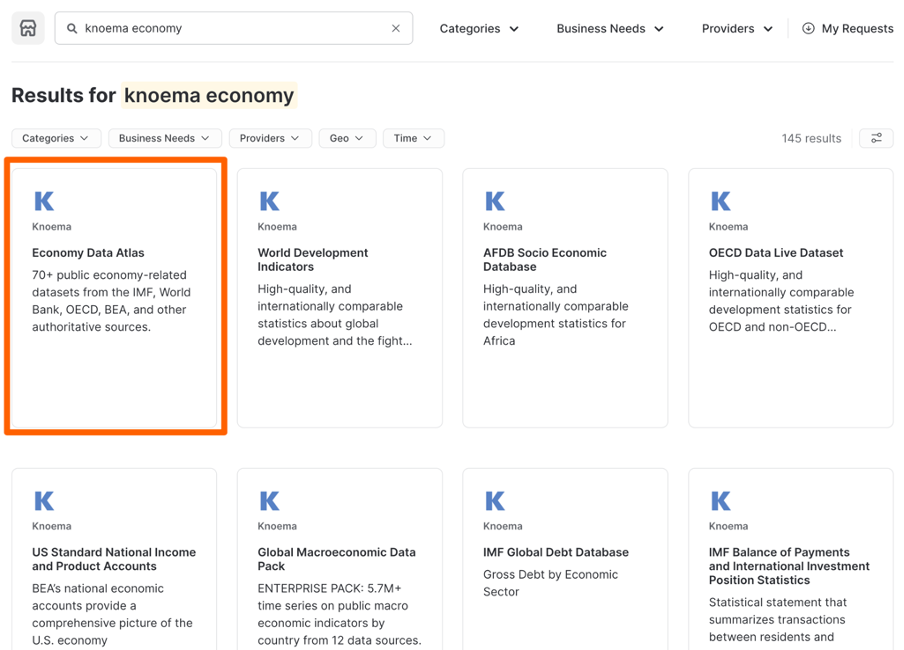 knoema economy
Categories
Business Needs
Providers
My Requests
Results for knoema economy
Categories
Business Needs
Providers
Geo
Time
145 results
K
Knoema
Economy Data Atlas
70+ public economy-related
datasets from the IMF, World
Bank, OECD, BEA, and other
authoritative sources.
K
Knoema
World Development
Indicators
High-quality, and
internationally comparable
statistics about global
development and the fight...
K
Knoema
AFDB Socio Economic
Database
High-quality, and
internationally comparable
development statistics for
Africa
K
Knoema
OECD Data Live Dataset
High-quality, and
internationally comparable
development statistics for
OECD and non-OECD...
K
Knoema
US Standard National Income
and Product Accounts
BEA's national economic
accounts provide a
comprehensive picture of the
U.S. economy
K
Knoema
Global Macroeconomic Data
Pack
ENTERPRISE PACK: 5.7M+
time series on public macro
economic indicators by
country from 12 data sources.
K
Knoema
IMF Global Debt Database
Gross Debt by Economic
Sector
K
Knoema
IMF Balance of Payments
and International Investment
Position Statistics
Statistical statement that
summarizes transactions
between residents and